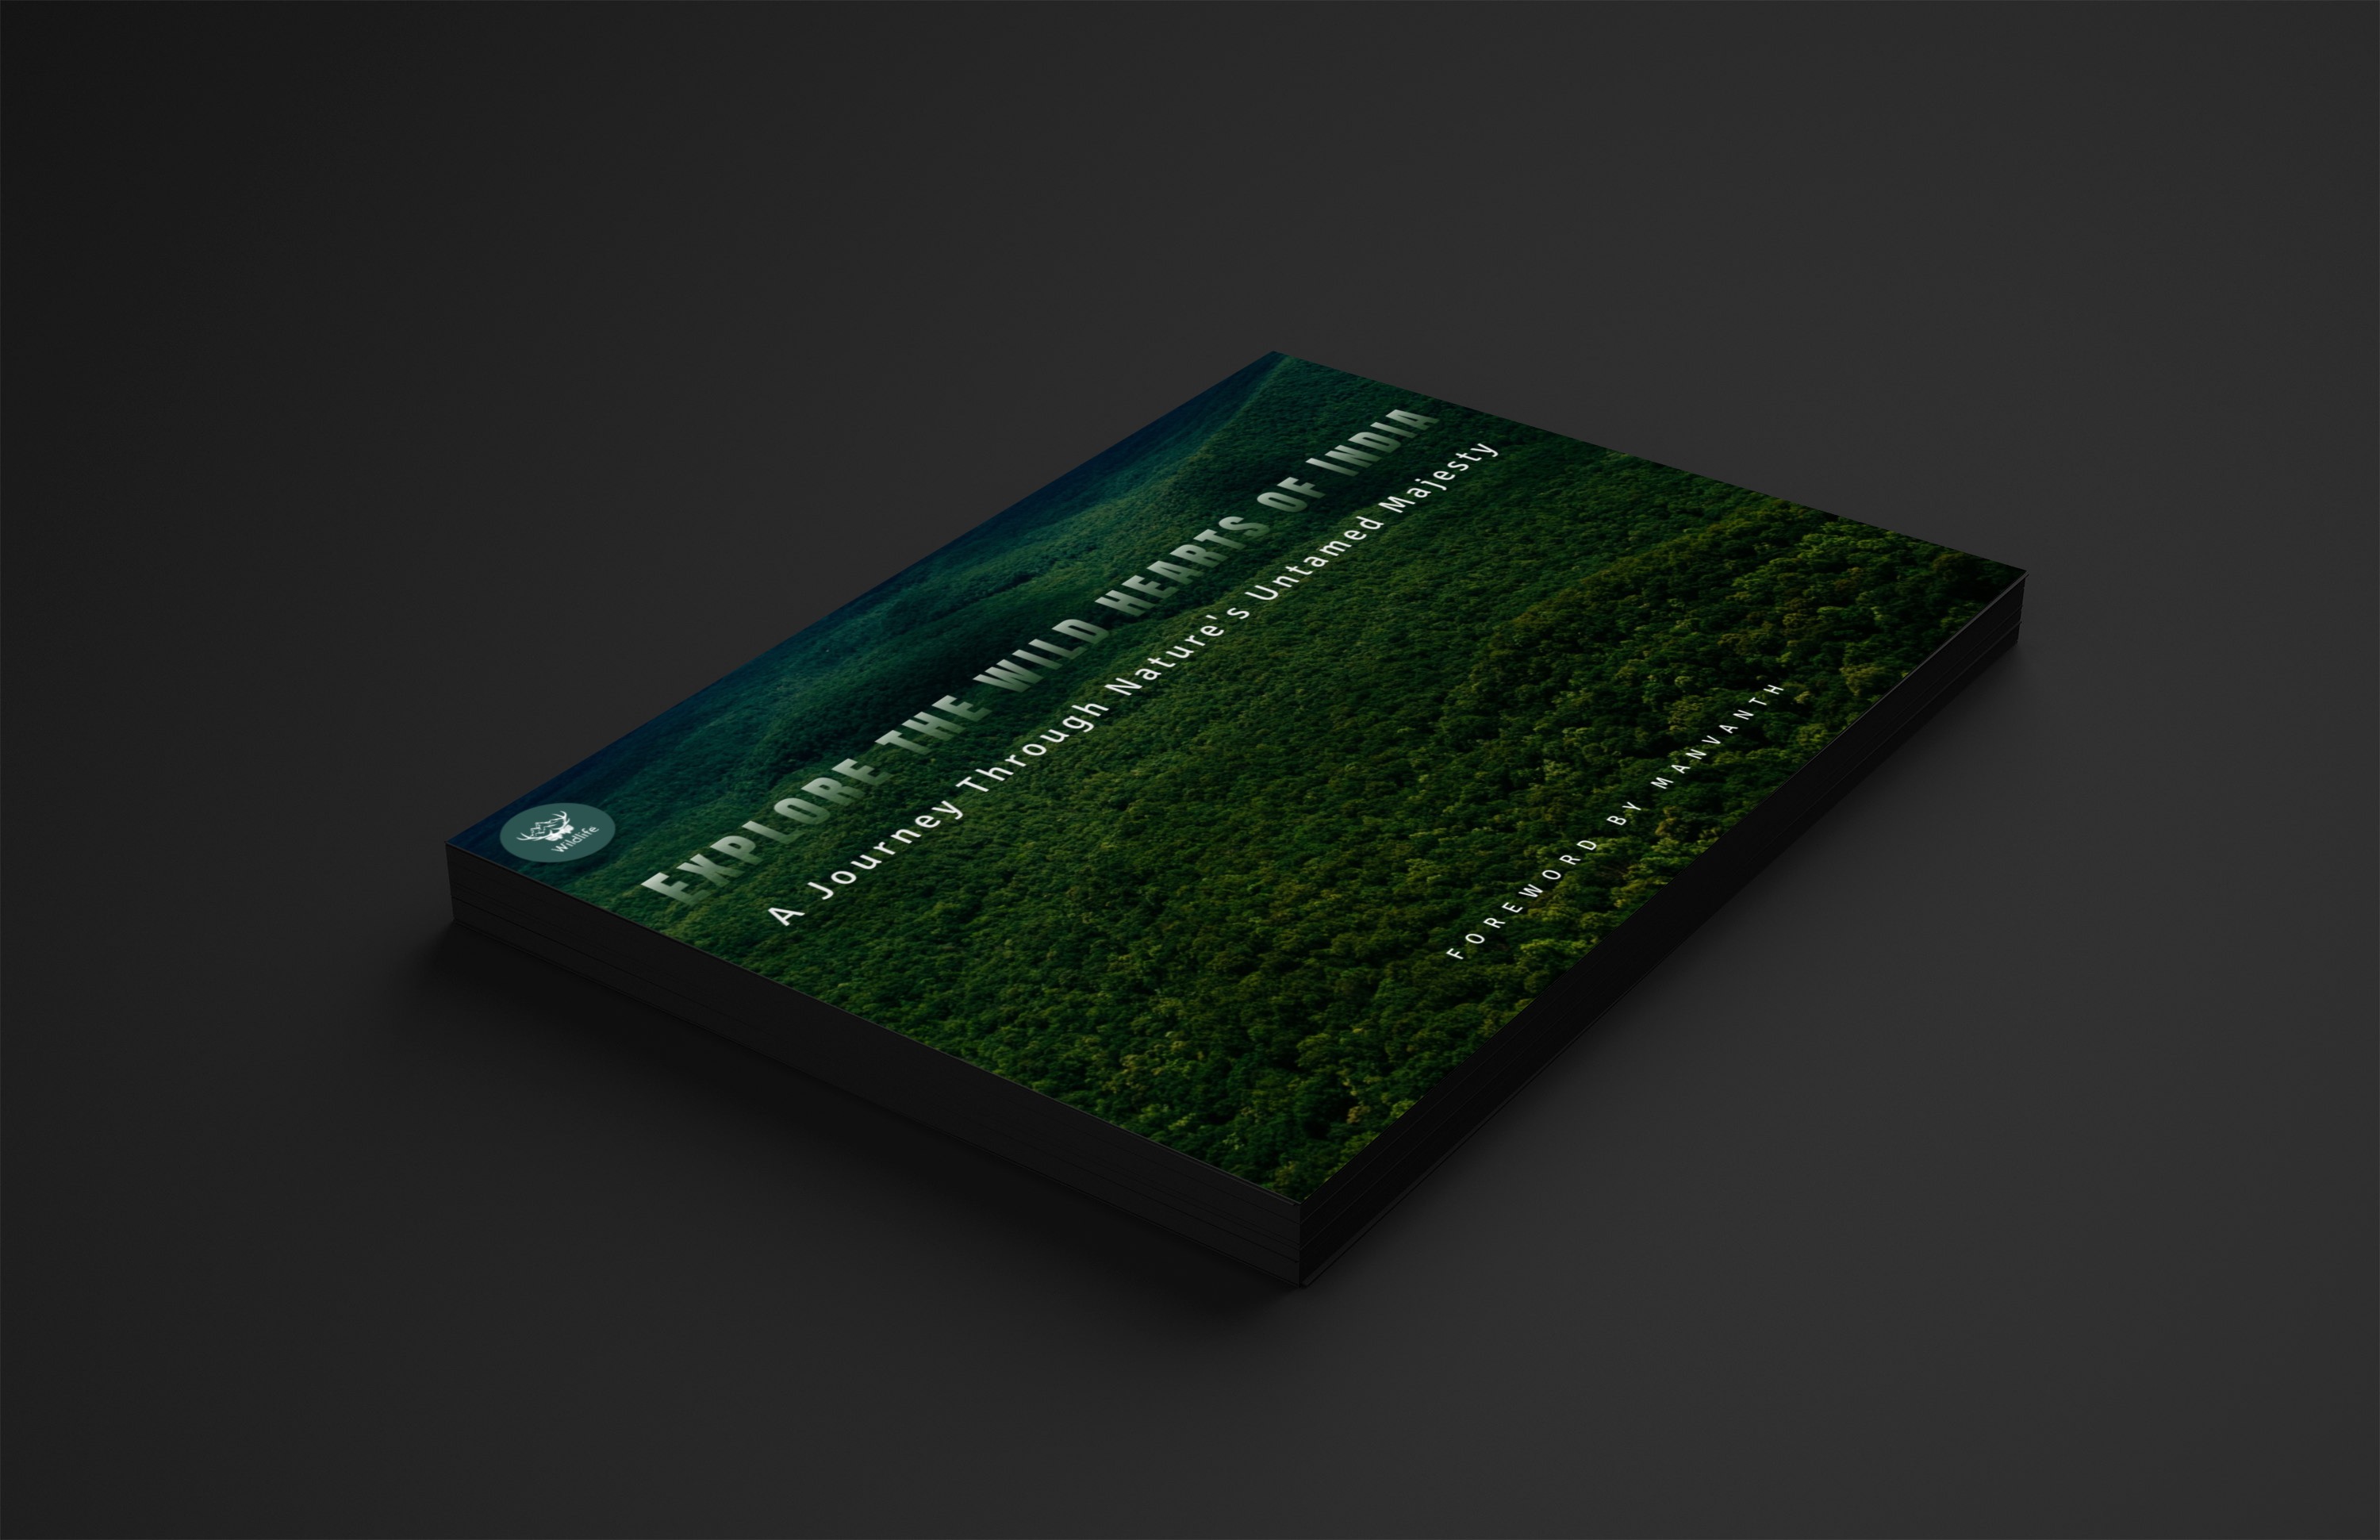 Wildlife
EXPLORE THE WILD HEARTS OF INDIA
A Journey Through Nature's Untamed Majesty
FOREWORD BY MANVANTH